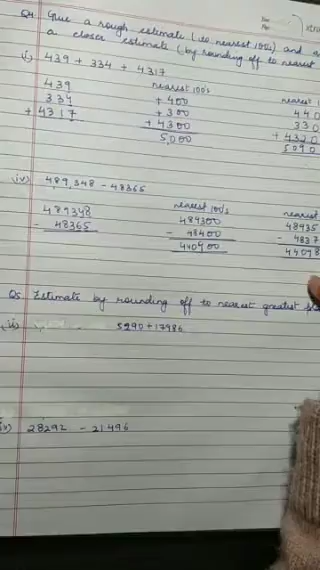 Q4. Give a rough estimate (to nearest 100s) and a
a closer estimate (by rounding off to nearest
(i) 439 + 334 + 4317
439 nearest 100's nearest
334 + 400 440
+ 4317 + 300 330
+ 4300 + 4320
5,000 5090
iv) 489,348 - 48365
489348 nearest 100's nearest
- 48365 489300 48935
- 48400 - 4837
440900 44098
Q5. Estimate by rounding off to nearest greatest
ii) 5290 + 17986
iv) 28292 - 21496